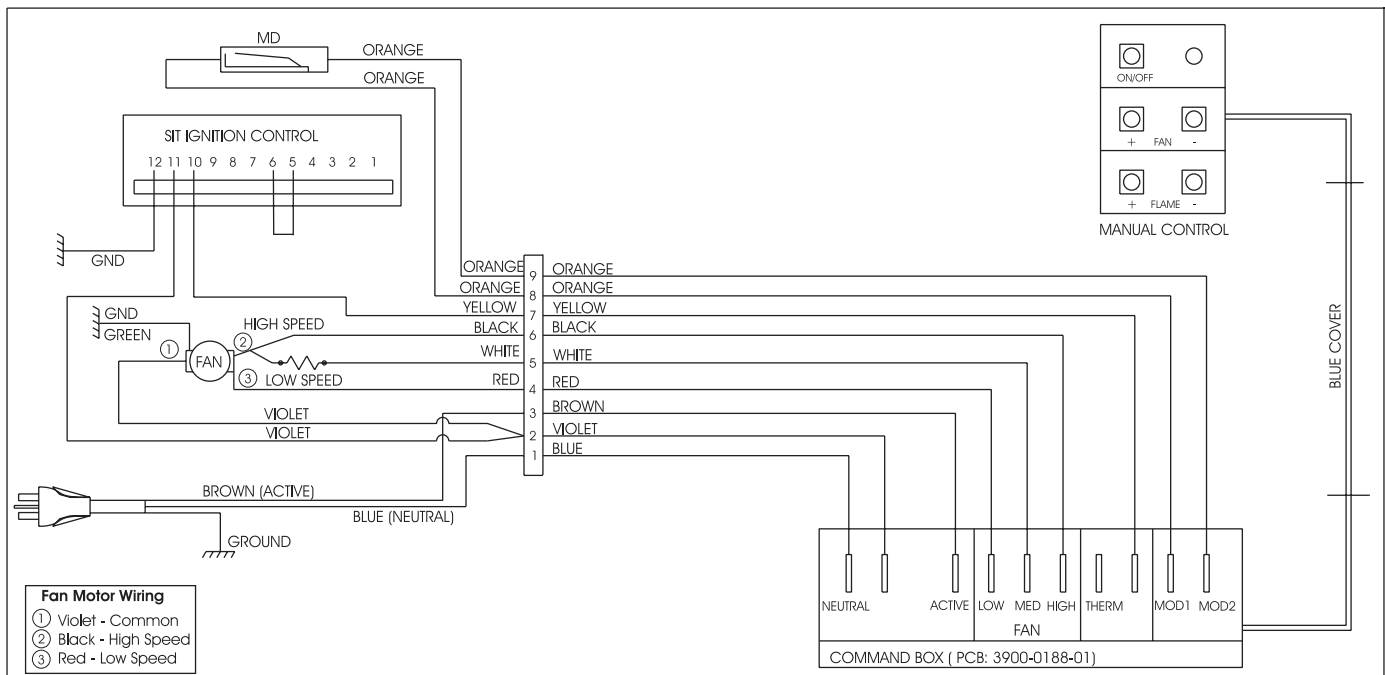 MD
ORANGE
ORANGE
SIT IGNITION CONTROL
12 11 10 9 8 7 6 5 4 3 2 1
GND
ON/OFF
+ FAN -
+ FLAME -
MANUAL CONTROL
BLUE COVER
ORANGE 9 ORANGE
ORANGE 8 ORANGE
YELLOW 7 YELLOW
BLACK 6 BLACK
WHITE 5 WHITE
RED 4 RED
3 BROWN
2 VIOLET
1 BLUE
GND
GREEN
HIGH SPEED
1 FAN 2
3 LOW SPEED
VIOLET
VIOLET
BROWN (ACTIVE)
BLUE (NEUTRAL)
GROUND
Fan Motor Wiring
1 Violet - Common
2 Black - High Speed
3 Red - Low Speed
NEUTRAL ACTIVE LOW MED HIGH THERM MOD1 MOD2
FAN
COMMAND BOX ( PCB: 3900-0188-01)